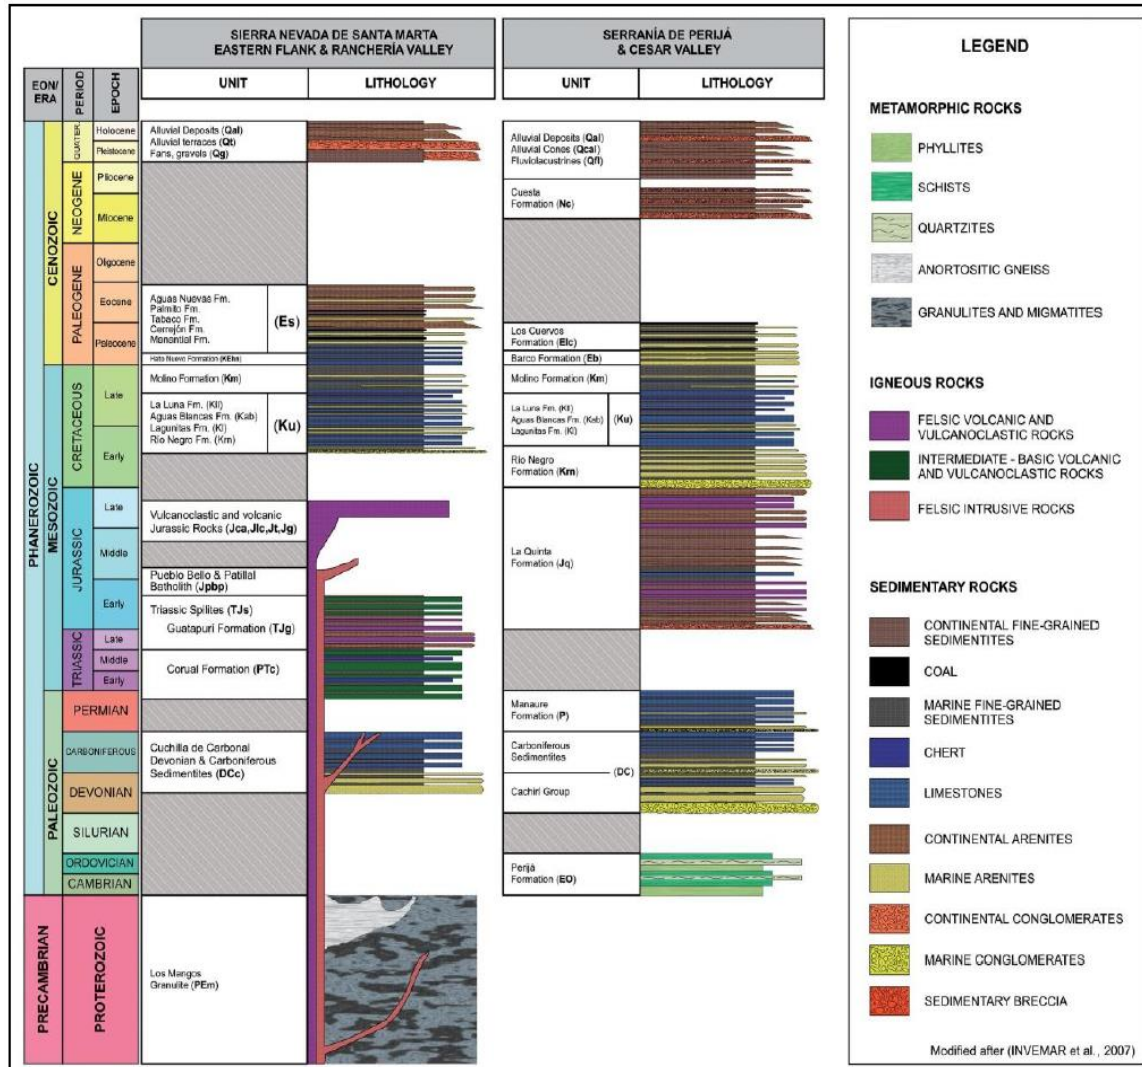 SIERRA NEVADA DE SANTA MARTA
EASTERN FLANK & RANCHERÍA VALLEY
SERRANÍA DE PERIJÁ
& CESAR VALLEY
EON/
ERA
PERIOD
EPOCH
UNIT
LITHOLOGY
UNIT
LITHOLOGY
PHANEROZOIC
CENOZOIC
QUATER.
Holocene
Pleistocene
NEOGENE
Pliocene
Miocene
PALEOGENE
Oligocene
Eocene
Paleocene
MESOZOIC
CRETACEOUS
Late
Early
JURASSIC
Late
Middle
Early
TRIASSIC
Late
Middle
Early
PALEOZOIC
PERMIAN
CARBONIFEROUS
DEVONIAN
SILURIAN
ORDOVICIAN
CAMBRIAN
PRECAMBRIAN
PROTEROZOIC
Alluvial Deposits (Qal)
Alluvial terraces (Qt)
Fans, gravels (Qg)
Aguas Nuevas Fm.
Palmito Fm.
Tabaco Fm.
Cerrejón Fm.
Manantial Fm.
(Es)
Hato Nuevo Formation (KEhn)
Molino Formation (Km)
La Luna Fm. (Kll)
Aguas Blancas Fm. (Kab)
Lagunitas Fm. (Kl)
Río Negro Fm. (Krn)
(Ku)
Vulcanoclastic and volcanic
Jurassic Rocks (Jca,Jlc,Jt,Jg)
Pueblo Bello & Patillal
Batholith (Jpbp)
Triassic Spilites (TJs)
Guatapurí Formation (TJg)
Corual Formation (PTc)
Cuchilla de Carbonal
Devonian & Carboniferous
Sedimentites (DCc)
Los Mangos
Granulite (PEm)
Alluvial Deposits (Qal)
Alluvial Cones (Qcal)
Fluviolacustrines (Qfl)
Cuesta
Formation (Nc)
Los Cuervos
Formation (Elc)
Barco Formation (Eb)
Molino Formation (Km)
La Luna Fm. (Kll)
Aguas Blancas Fm. (Kab)
Lagunitas Fm. (Kl)
(Ku)
Río Negro
Formation (Krn)
La Quinta
Formation (Jq)
Manaure
Formation (P)
Carboniferous
Sedimentites
(DC)
Cachirí Group
Perijá
Formation (EO)
LEGEND
METAMORPHIC ROCKS
PHYLLITES
SCHISTS
QUARTZITES
ANORTOSITIC GNEISS
GRANULITES AND MIGMATITES
IGNEOUS ROCKS
FELSIC VOLCANIC AND
VULCANOCLASTIC ROCKS
INTERMEDIATE - BASIC VOLCANIC
AND VULCANOCLASTIC ROCKS
FELSIC INTRUSIVE ROCKS
SEDIMENTARY ROCKS
CONTINENTAL FINE-GRAINED
SEDIMENTITES
COAL
MARINE FINE-GRAINED
SEDIMENTITES
CHERT
LIMESTONES
CONTINENTAL ARENITES
MARINE ARENITES
CONTINENTAL CONGLOMERATES
MARINE CONGLOMERATES
SEDIMENTARY BRECCIA
Modified after (INVEMAR et al., 2007)